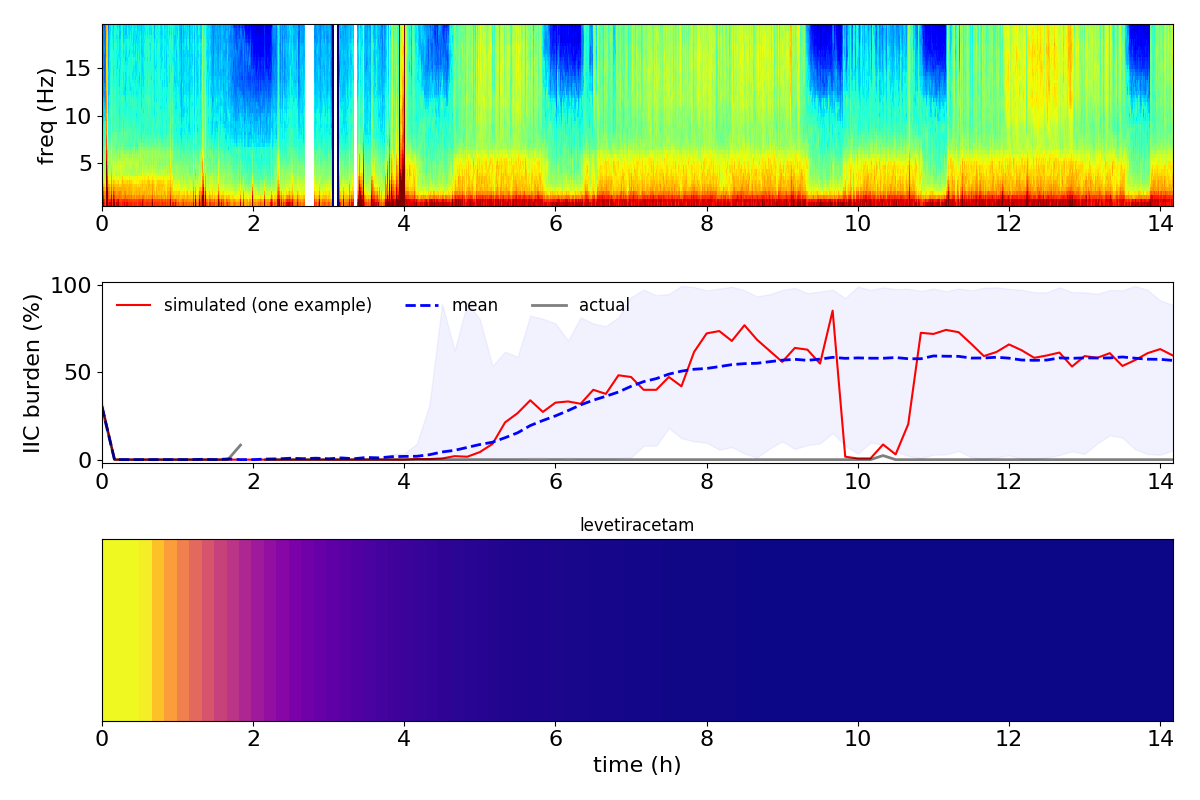 freq (Hz)
15
10
5
0 2 4 6 8 10 12 14
IIC burden (%)
100
50
0
simulated (one example) mean actual
0 2 4 6 8 10 12 14
levetiracetam
0 2 4 6 8 10 12 14
time (h)